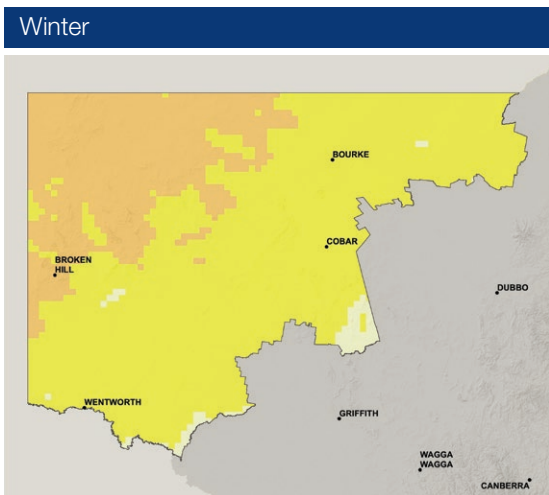 Winter
BOURKE
COBAR
BROKEN
HILL
DUBBO
WENTWORTH
GRIFFITH
WAGGA
WAGGA
CANBERRA